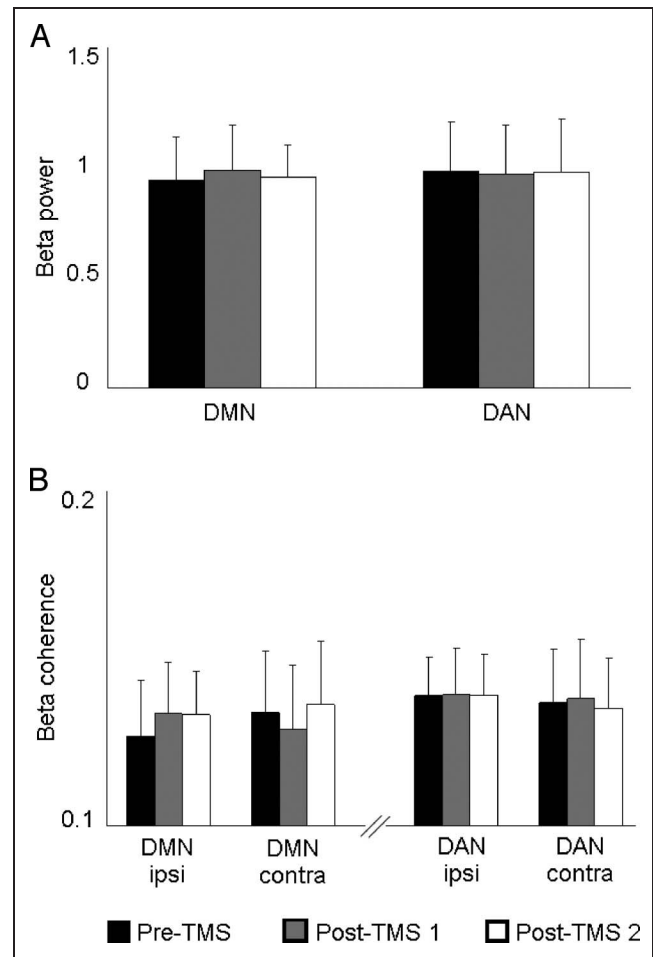 A
1.5
1
0.5
0
Beta power
DMN DAN
B
0.2
0.1
Beta coherence
DMN ipsi
DMN contra
DAN ipsi
DAN contra
Pre-TMS Post-TMS 1 Post-TMS 2